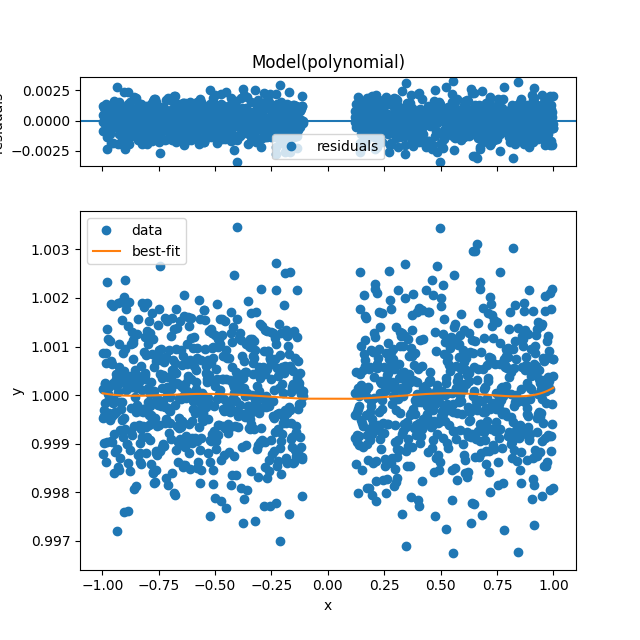 Model(polynomial)
0.0025
0.0000
−0.0025
residuals
residuals
data
best-fit
1.003
1.002
1.001
1.000
0.999
0.998
0.997
y
−1.00 −0.75 −0.50 −0.25 0.00 0.25 0.50 0.75 1.00
x